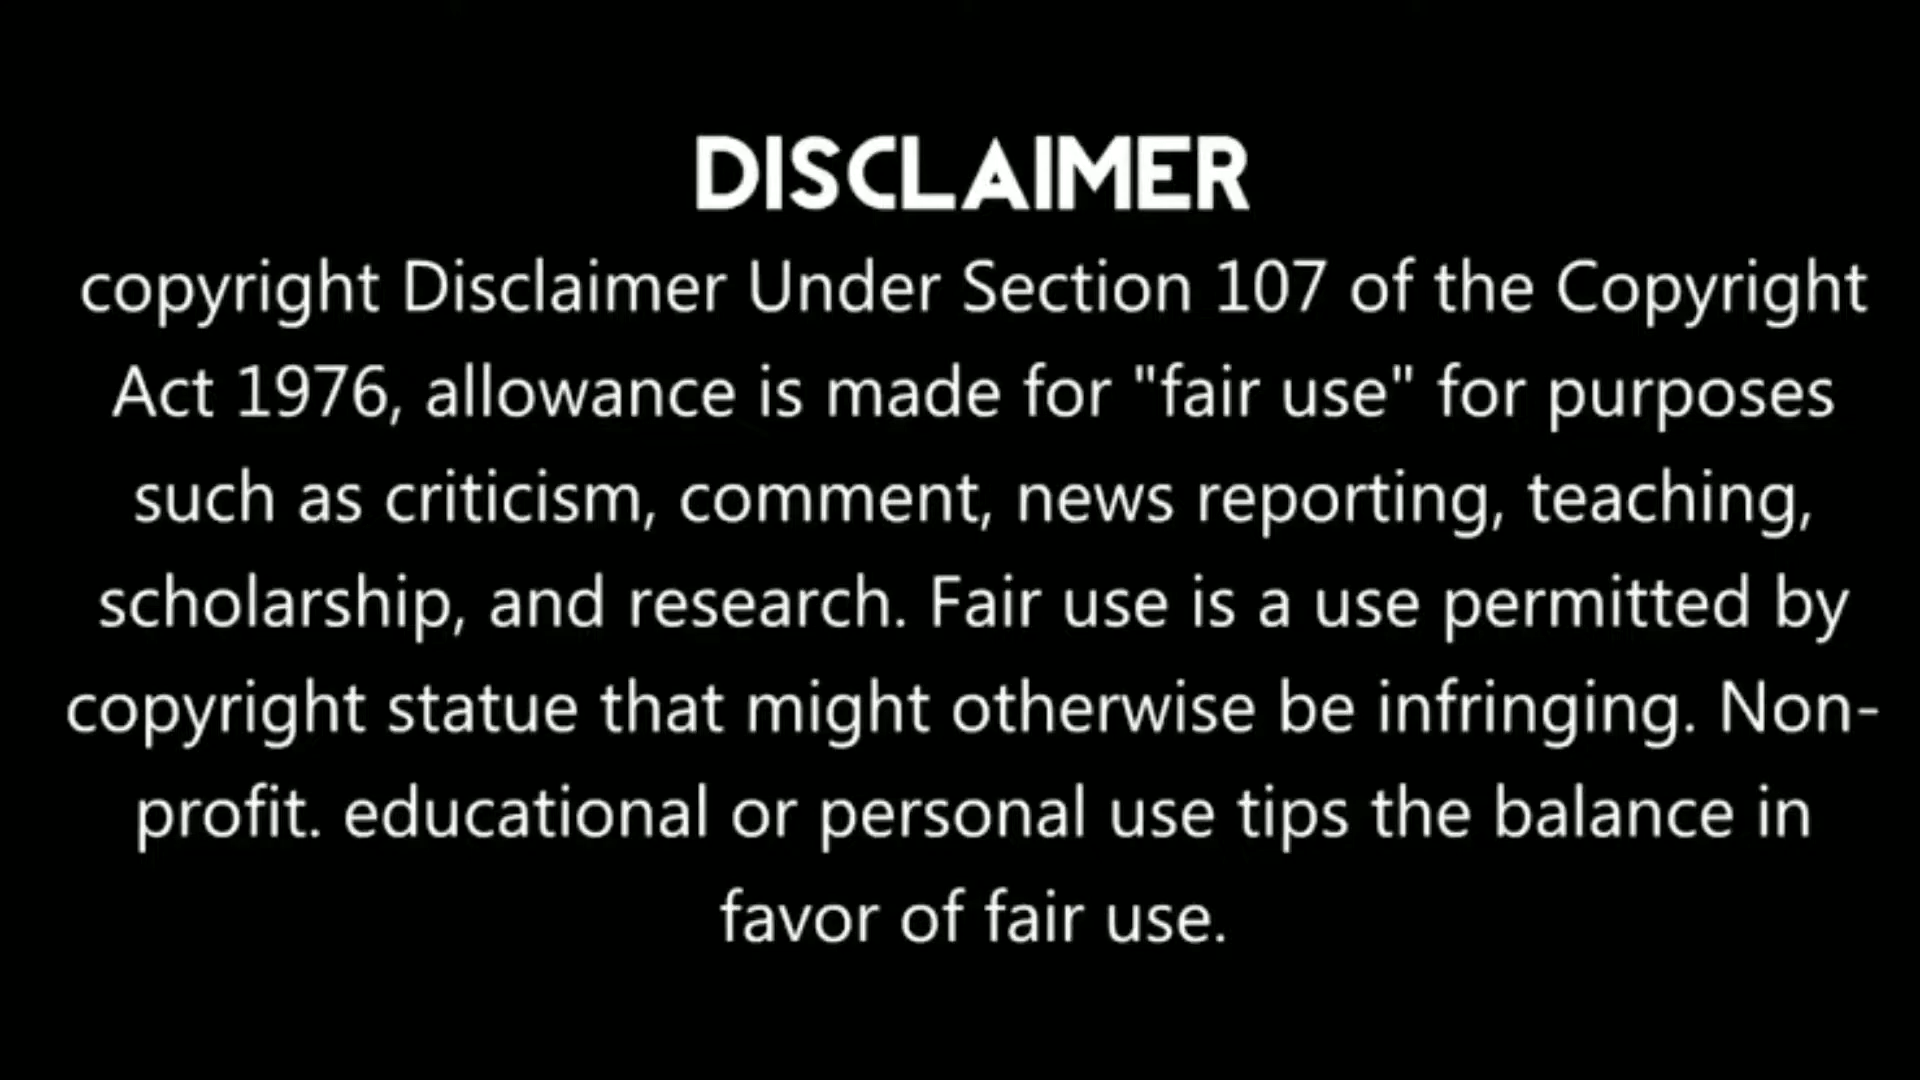 DISCLAIMER
copyright Disclaimer Under Section 107 of the Copyright
Act 1976, allowance is made for "fair use" for purposes
such as criticism, comment, news reporting, teaching,
scholarship, and research. Fair use is a use permitted by
copyright statue that might otherwise be infringing. Non-
profit. educational or personal use tips the balance in
favor of fair use.